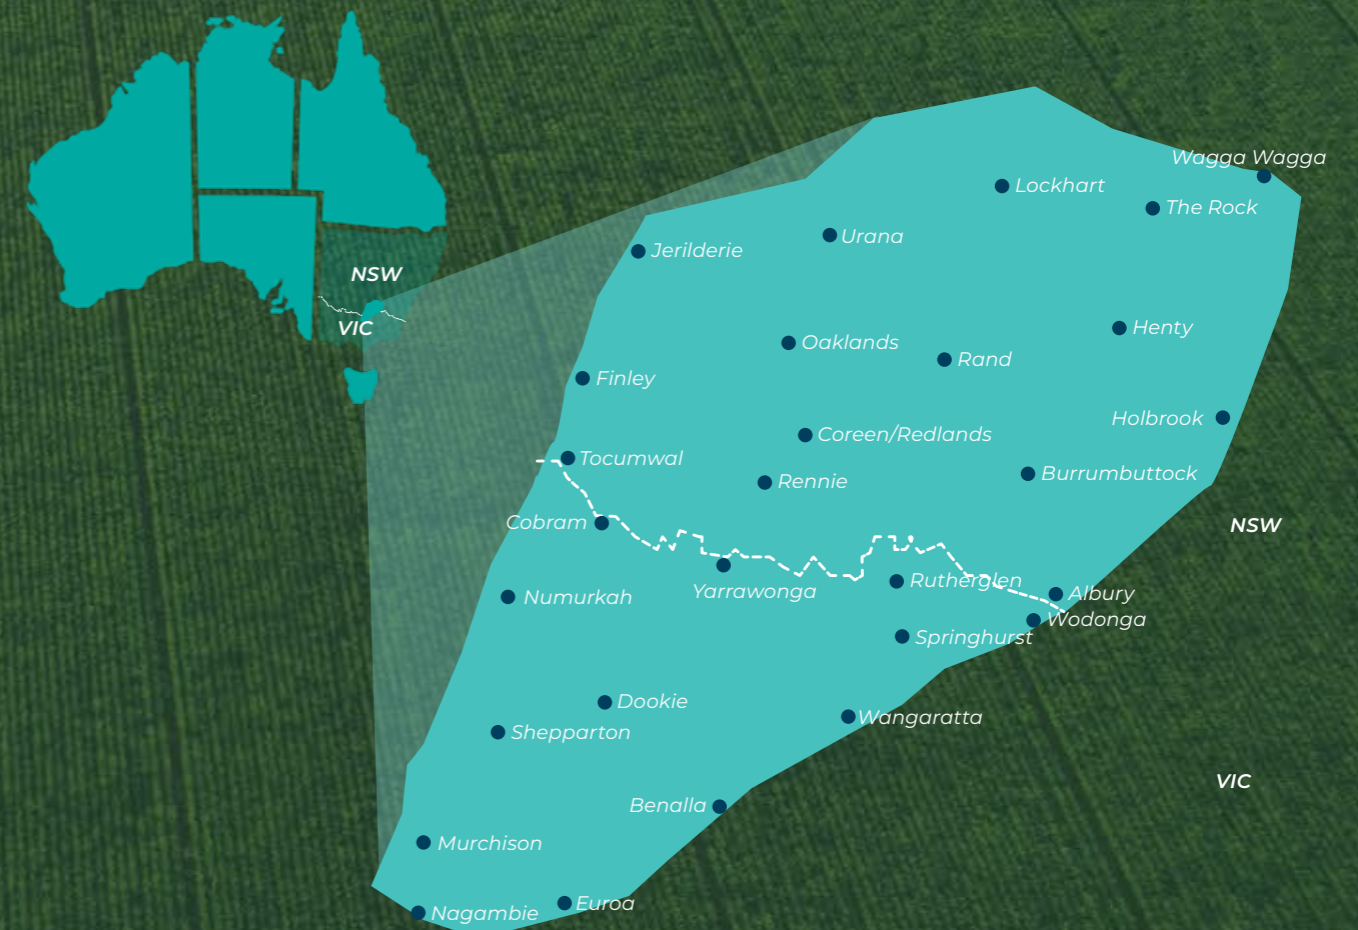 Wagga Wagga
Lockhart
The Rock
Urana
Jerilderie
NSW
VIC
Henty
Oaklands
Rand
Finley
Holbrook
Coreen/Redlands
Tocumwal
Burrumbuttock
Rennie
Cobram
NSW
Rutherglen
Yarrawonga
Albury
Numurkah
Wodonga
Springhurst
Dookie
Wangaratta
Shepparton
VIC
Benalla
Murchison
Euroa
Nagambie